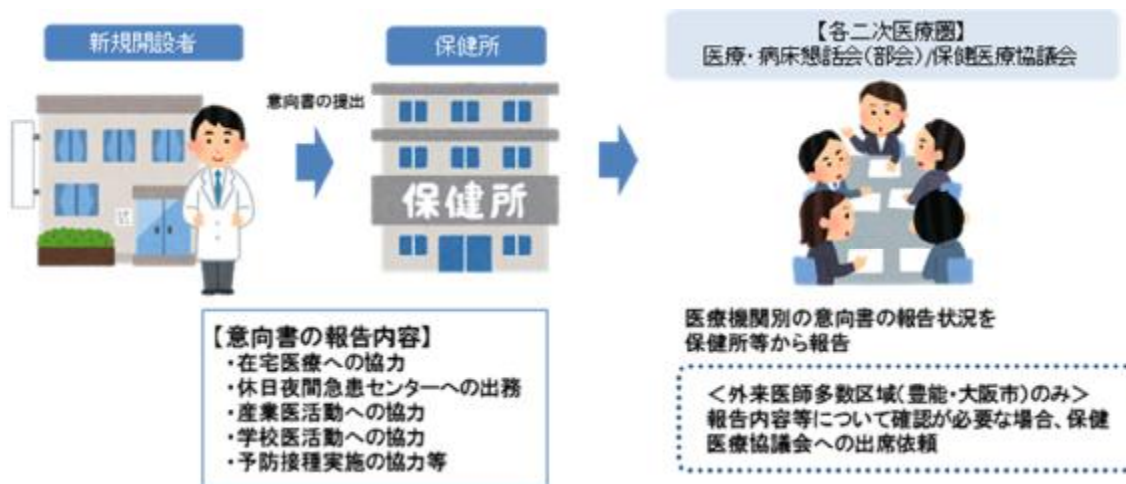 新規開設者
意向書の提出
保健所
保健所
【各二次医療圏】
医療・病床懇話会(部会)/保健医療協議会
【意向書の報告内容】
・在宅医療への協力
・休日夜間急患センターへの出務
・産業医活動への協力
・学校医活動への協力
・予防接種実施の協力等
医療機関別の意向書の報告状況を
保健所等から報告
<外来医師多数区域(豊能・大阪市)のみ>
報告内容等について確認が必要な場合、保健
医療協議会への出席依頼